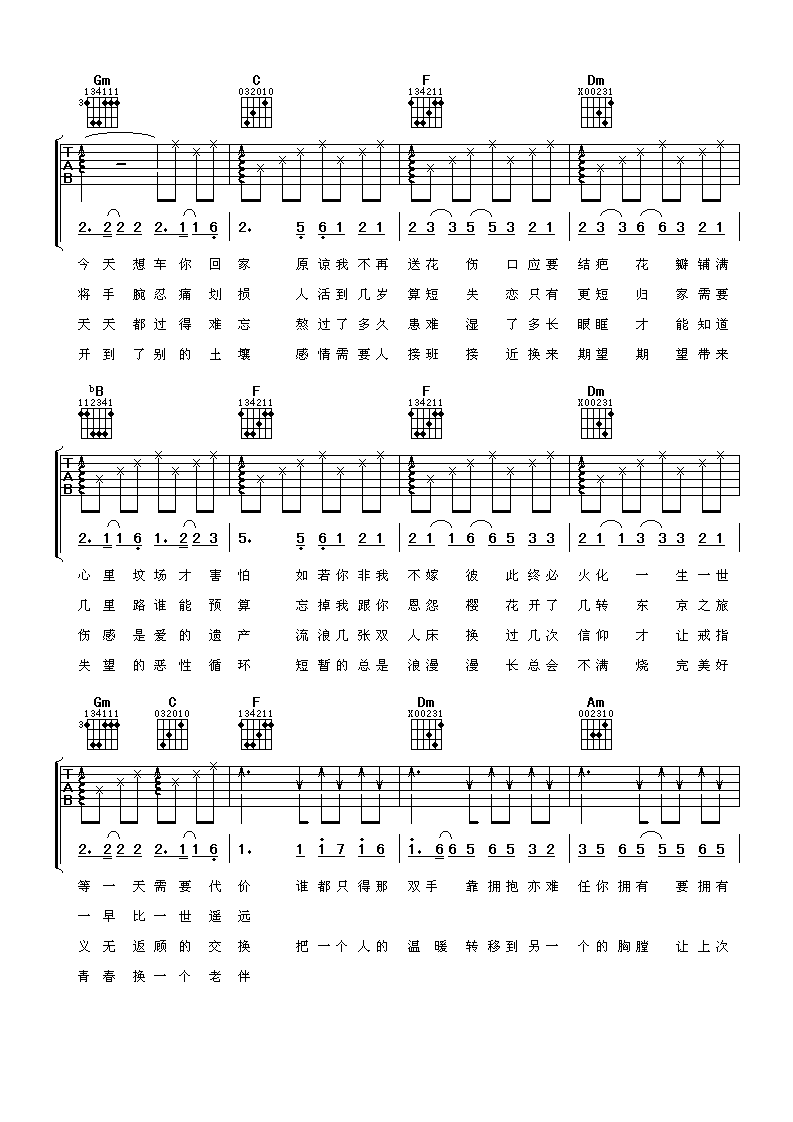 Gm C F Dm
134111 032010 134211 X00231
3
T
A
B
2. 2 2 2 2 2. 1 1 6 2. 5 6 1 2 1 2 3 3 5 5 3 2 1 2 3 3 6 6 3 2 1
今天想车你回家 原谅我不再送花 伤口应要结疤 花瓣铺满
将手腕忍痛划损 人活到几岁算短 失恋只有更短 归家需要
天天都过得难忘 熬过了多久患难 湿了多长眼眶 才能知道
开到了别的土壤 感情需要人接班 接近换来期望 期望带来
bB F F Dm
112341 134211 134211 X00231
T
A
B
2. 1 1 6 1. 2 2 3 5. 5 6 1 2 1 2 1 1 6 6 5 3 3 2 1 1 3 3 3 2 1
心里坟场才害怕 如若你非我不嫁 彼此终必火化 一生一世
几里路谁能预算 忘掉我跟你恩怨 樱花开了几转 东京之旅
伤感是爱的遗产 流浪几张双人床 换过几次信仰 才让戒指
失望的恶性循环 短暂的总是浪漫 漫长总会不满 烧完美好
Gm C F Dm Am
134111 032010 134211 X00231 002310
3
T
A
B
2. 2 2 2 2 2. 1 1 6 1. 1 1 7 1 6 1. 6 6 5 6 5 3 2 3 5 6 5 5 5 6 5
等一天需要代价 谁都只得那双手 靠拥抱亦难任你拥有 要拥有
一早比一世遥远
义无返顾的交换 把一个人的温暖 转移到另一个的胸膛 让上次
青春换一个老伴